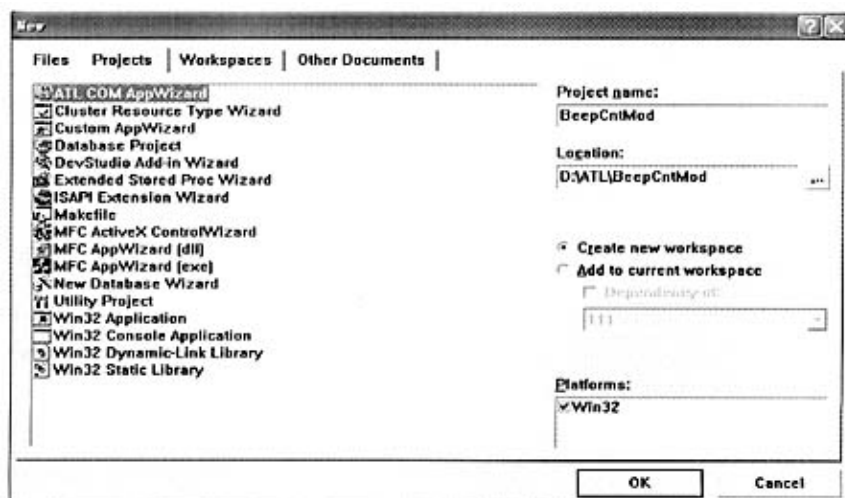 New
Files Projects Workspaces Other Documents
ATL COM AppWizard
Cluster Resource Type Wizard
Custom AppWizard
Database Project
DevStudio Add-in Wizard
Extended Stored Proc Wizard
ISAPI Extension Wizard
Makefile
MFC ActiveX ControlWizard
MFC AppWizard (dll)
MFC AppWizard (exe)
New Database Wizard
Utility Project
Win32 Application
Win32 Console Application
Win32 Dynamic-Link Library
Win32 Static Library
Project name:
BeepCntMod
Location:
D:\ATL\BeepCntMod
...
Create new workspace
Add to current workspace
Dependency of:
Platforms:
Win32
OK Cancel